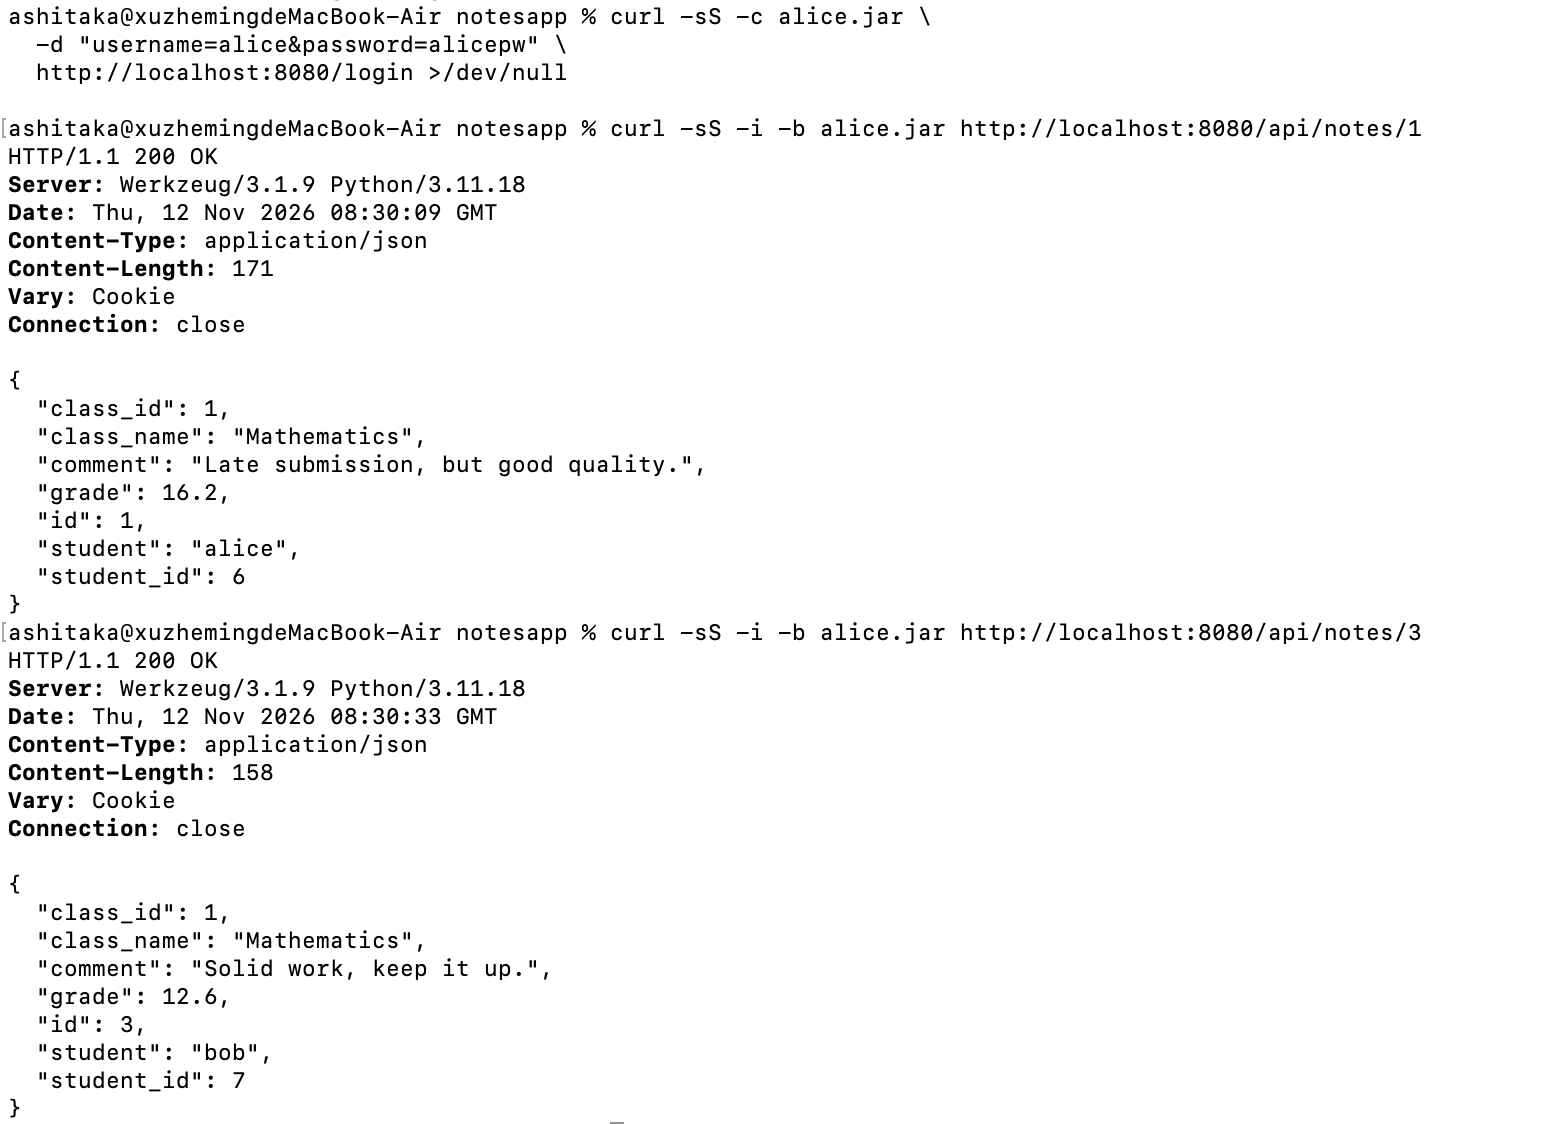 ashitaka@xuzhemingdeMacBook-Air notesapp % curl -sS -c alice.jar \
  -d "username=alice&password=alicepw" \
  http://localhost:8080/login >/dev/null

[ashitaka@xuzhemingdeMacBook-Air notesapp % curl -sS -i -b alice.jar http://localhost:8080/api/notes/1
HTTP/1.1 200 OK
Server: Werkzeug/3.1.9 Python/3.11.18
Date: Thu, 12 Nov 2026 08:30:09 GMT
Content-Type: application/json
Content-Length: 171
Vary: Cookie
Connection: close

{
  "class_id": 1,
  "class_name": "Mathematics",
  "comment": "Late submission, but good quality.",
  "grade": 16.2,
  "id": 1,
  "student": "alice",
  "student_id": 6
}
[ashitaka@xuzhemingdeMacBook-Air notesapp % curl -sS -i -b alice.jar http://localhost:8080/api/notes/3
HTTP/1.1 200 OK
Server: Werkzeug/3.1.9 Python/3.11.18
Date: Thu, 12 Nov 2026 08:30:33 GMT
Content-Type: application/json
Content-Length: 158
Vary: Cookie
Connection: close

{
  "class_id": 1,
  "class_name": "Mathematics",
  "comment": "Solid work, keep it up.",
  "grade": 12.6,
  "id": 3,
  "student": "bob",
  "student_id": 7
}